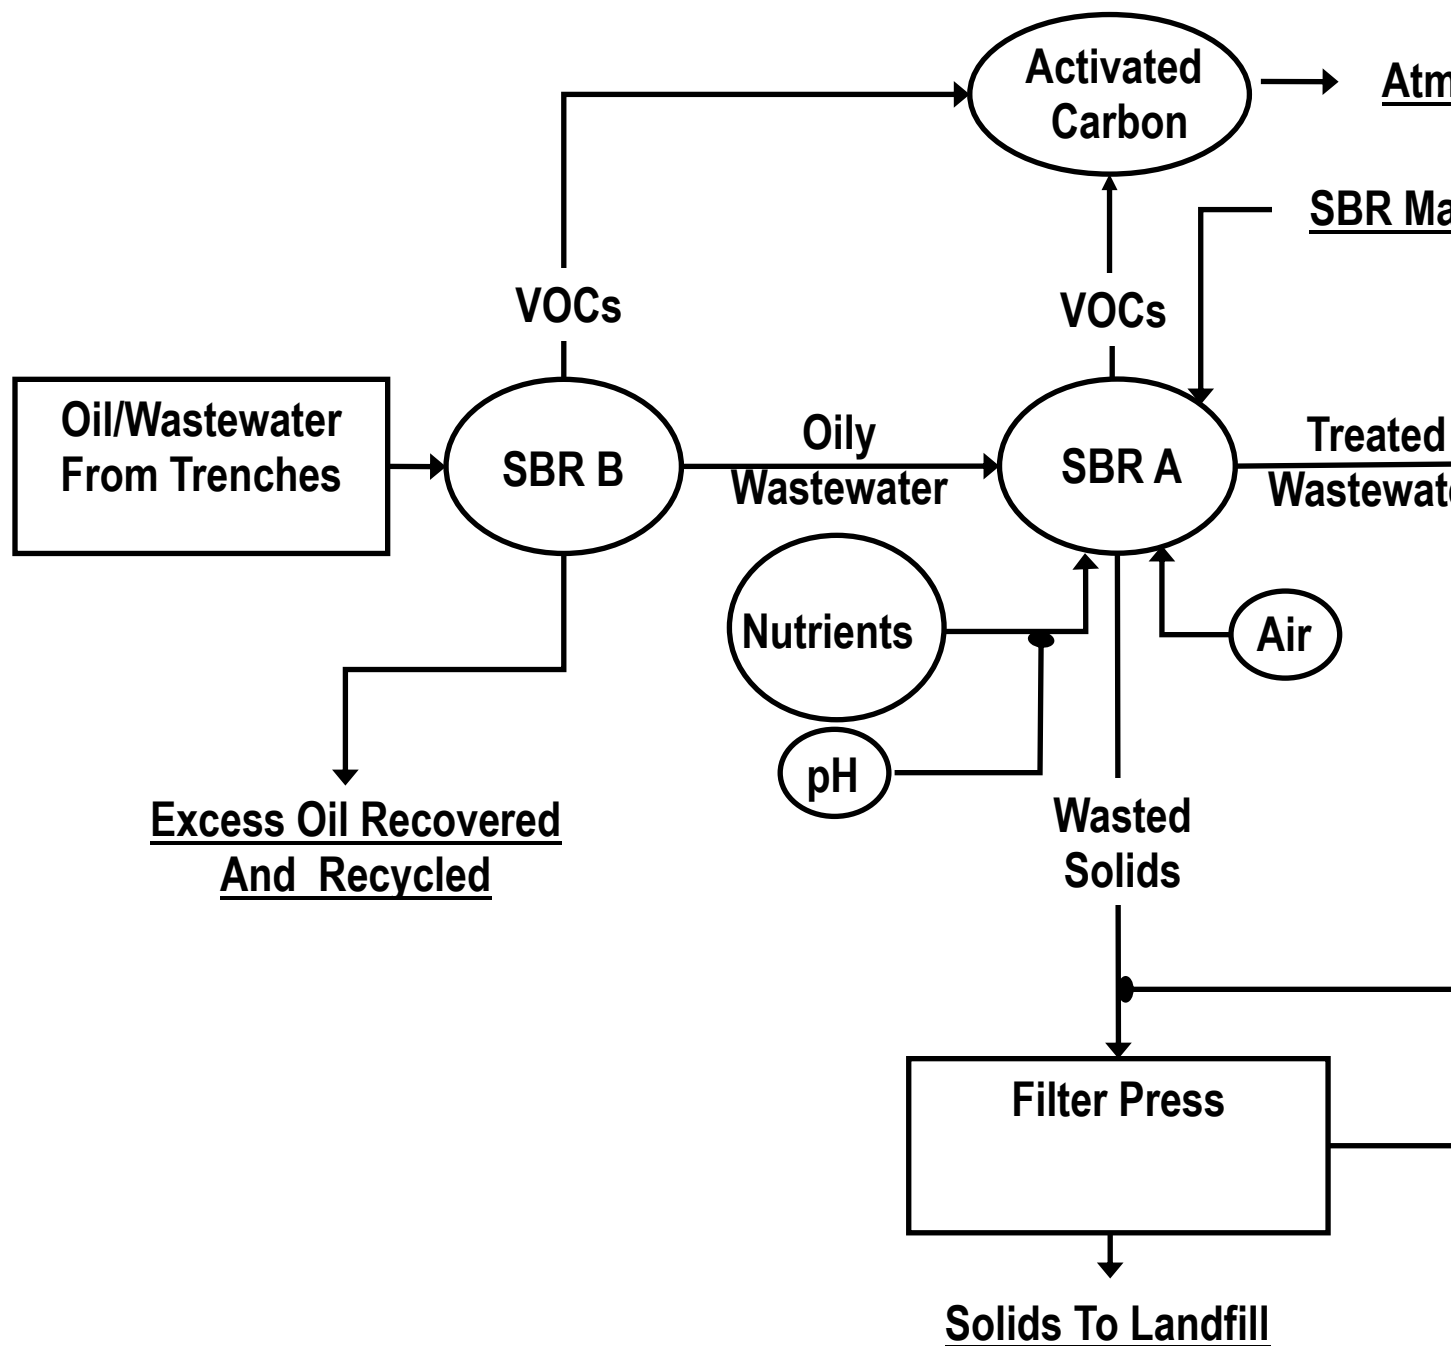 Activated
Carbon
Atm
SBR Ma
VOCs
VOCs
Oil/Wastewater
From Trenches
SBR B
Oily
Wastewater
SBR A
Treated
Wastewate
Nutrients
Air
pH
Excess Oil Recovered
And Recycled
Wasted
Solids
Filter Press
Solids To Landfill